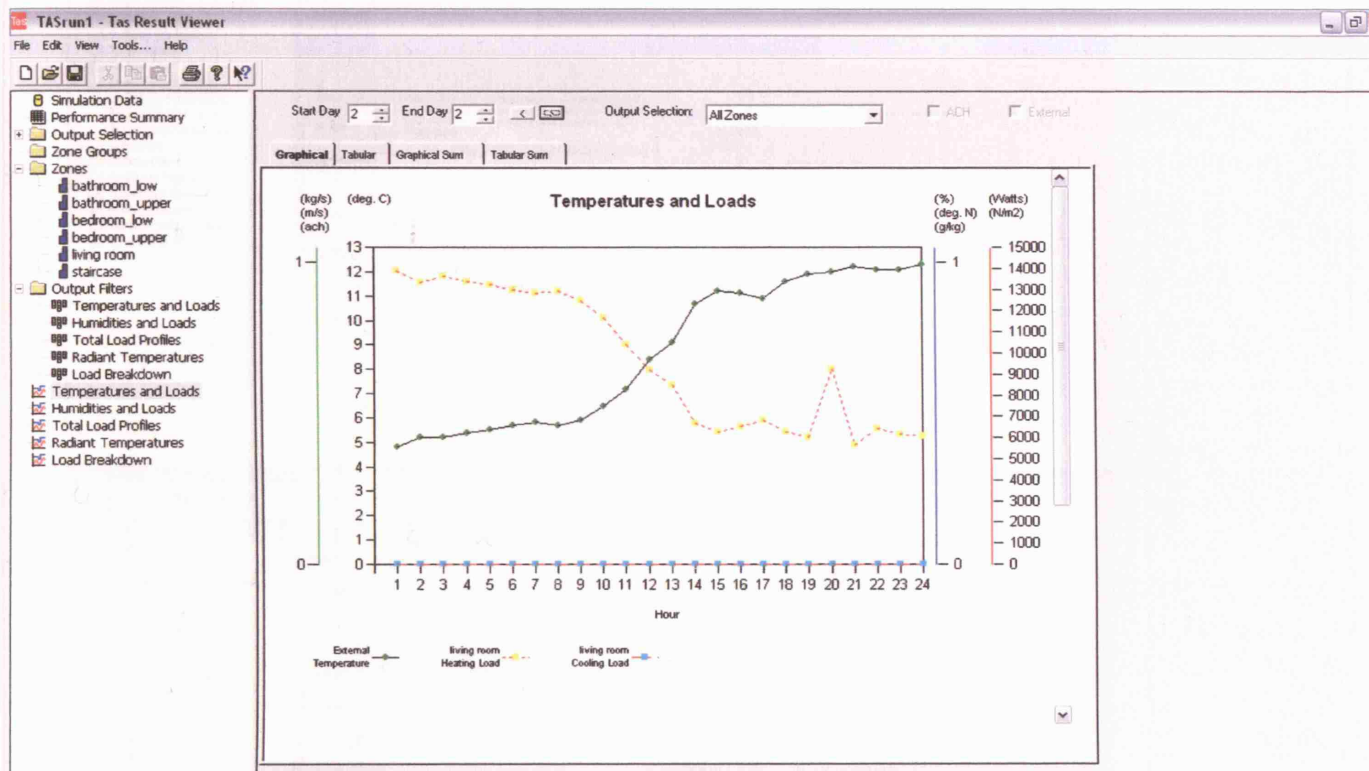 TASrun1 - Tas Result Viewer
File Edit View Tools... Help
Simulation Data
Performance Summary
Output Selection
Zone Groups
Zones
bathroom_low
bathroom_upper
bedroom_low
bedroom_upper
living room
staircase
Output Filters
Temperatures and Loads
Humidities and Loads
Total Load Profiles
Radiant Temperatures
Load Breakdown
Temperatures and Loads
Humidities and Loads
Total Load Profiles
Radiant Temperatures
Load Breakdown
Start Day 2 End Day 2 < Output Selection: All Zones ACH External
Graphical Tabular Graphical Sum Tabular Sum
Temperatures and Loads
(kg/s) (deg. C)
(m/s)
(ach)
(%) (Watts)
(deg. N) (N/m2)
(g/kg)
1
0
13
12
11
10
9
8
7
6
5
4
3
2
1
0
1
0
15000
14000
13000
12000
11000
10000
9000
8000
7000
6000
5000
4000
3000
2000
1000
0
1 2 3 4 5 6 7 8 9 10 11 12 13 14 15 16 17 18 19 20 21 22 23 24
Hour
External Temperature
living room Heating Load
living room Cooling Load